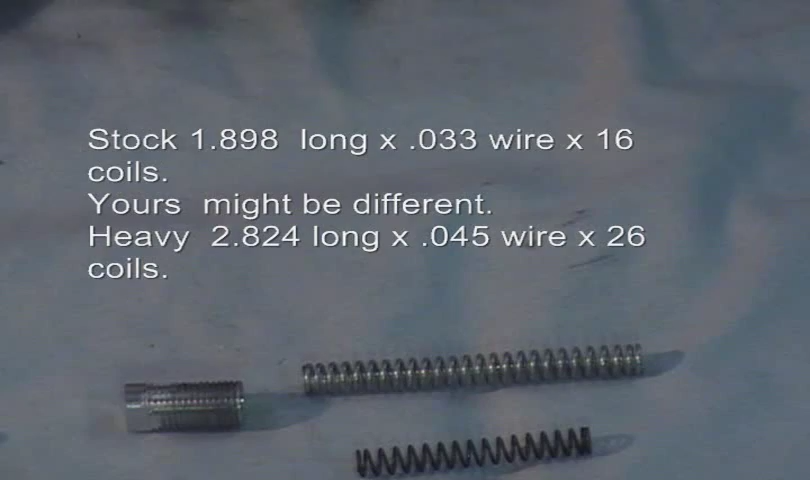 Stock 1.898 long x .033 wire x 16
coils.
Yours might be different.
Heavy 2.824 long x .045 wire x 26
coils.